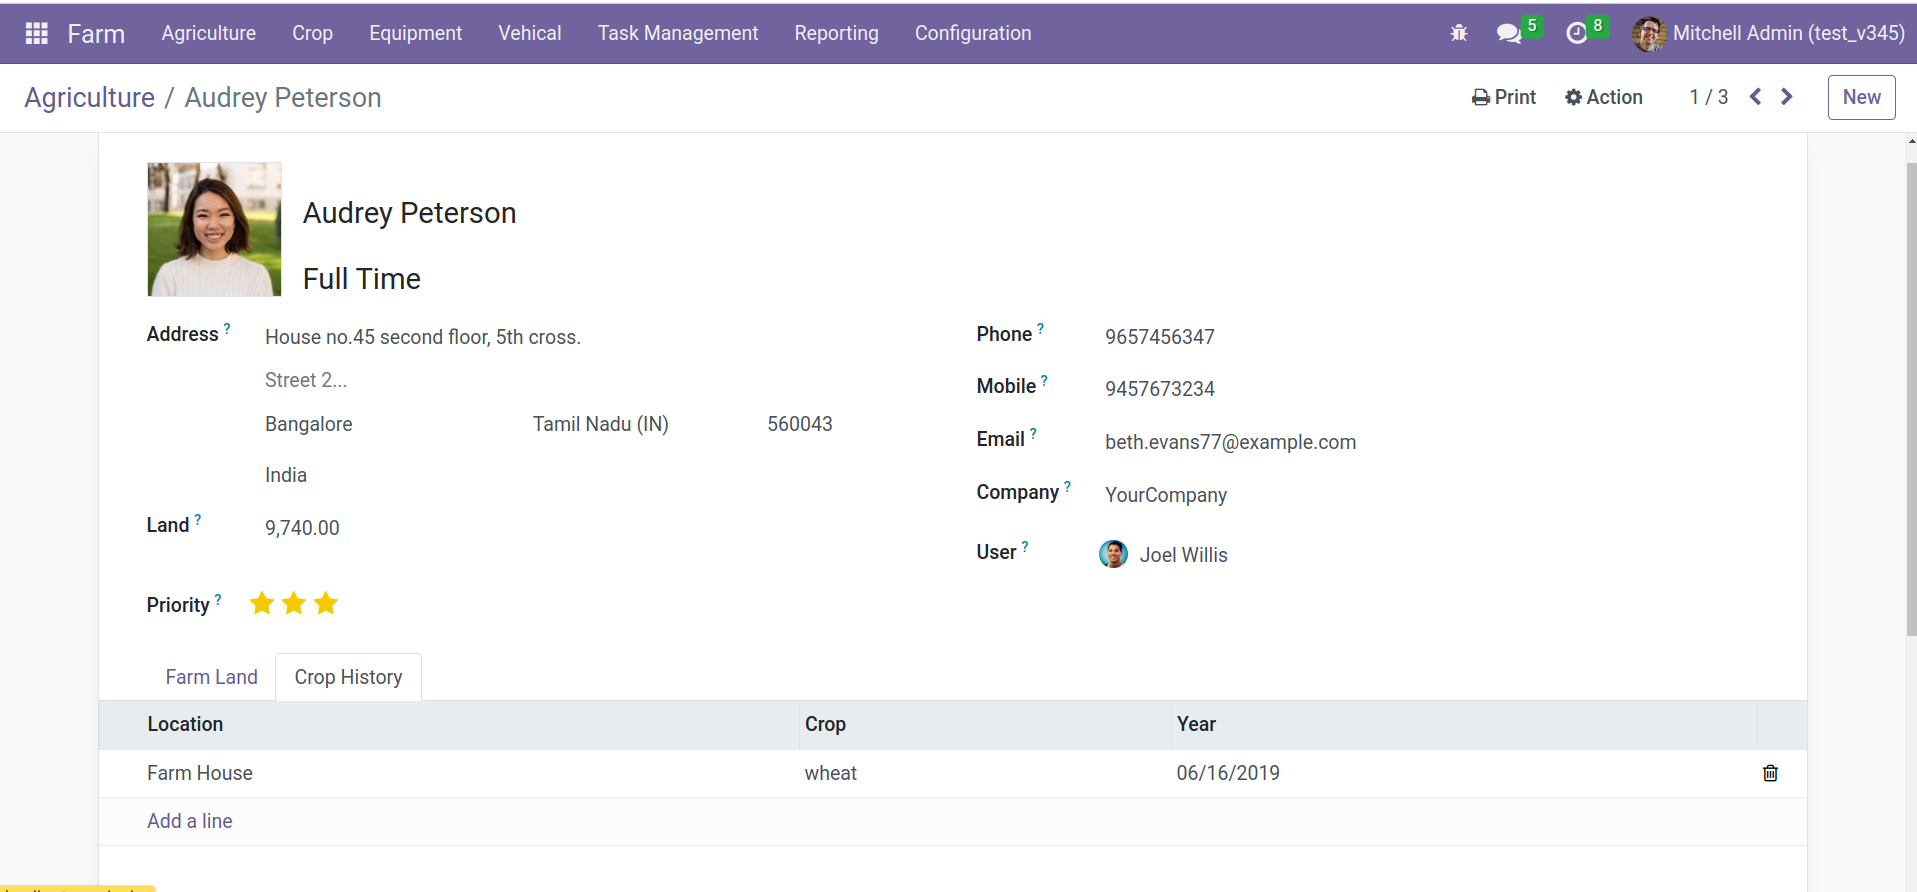 Farm Agriculture Crop Equipment Vehical Task Management Reporting Configuration 5 8 Mitchell Admin (test_v345)
Agriculture / Audrey Peterson Print Action 1 / 3 New
Audrey Peterson
Full Time
Address ? House no.45 second floor, 5th cross. Phone ? 9657456347
Street 2...
Mobile ? 9457673234
Bangalore Tamil Nadu (IN) 560043
Email ? beth.evans77@example.com
India
Company ? YourCompany
Land ? 9,740.00
User ? Joel Willis
Priority ?
Farm Land Crop History
Location Crop Year
Farm House wheat 06/16/2019
Add a line